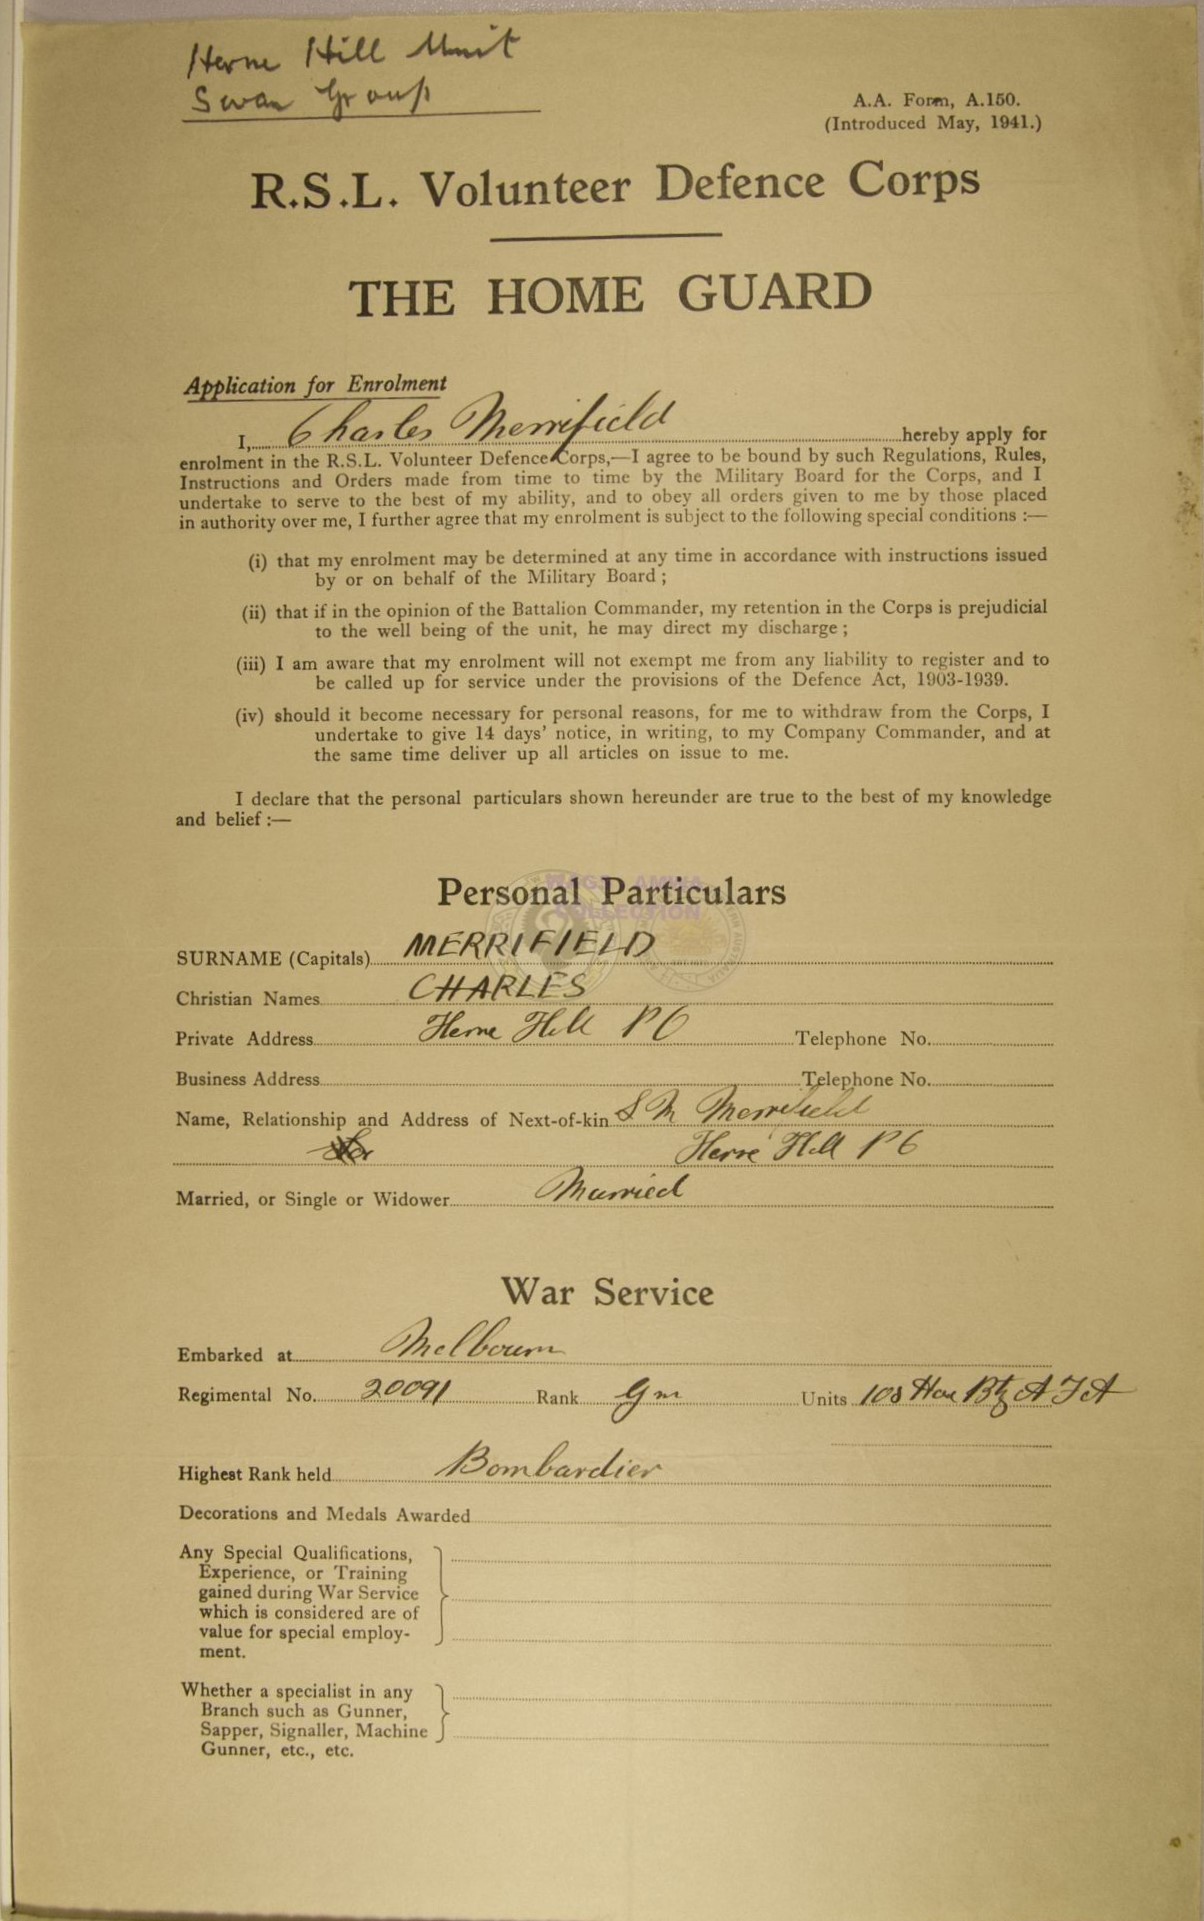 Herne Hill Unit
Swan Group
A.A. Form, A.150.
(Introduced May, 1941.)
R.S.L. Volunteer Defence Corps
THE HOME GUARD
Application for Enrolment
I, Charles Merrifield hereby apply for
enrolment in the R.S.L. Volunteer Defence Corps,—I agree to be bound by such Regulations, Rules,
Instructions and Orders made from time to time by the Military Board for the Corps, and I
undertake to serve to the best of my ability, and to obey all orders given to me by those placed
in authority over me, I further agree that my enrolment is subject to the following special conditions :—
(i) that my enrolment may be determined at any time in accordance with instructions issued
by or on behalf of the Military Board ;
(ii) that if in the opinion of the Battalion Commander, my retention in the Corps is prejudicial
to the well being of the unit, he may direct my discharge ;
(iii) I am aware that my enrolment will not exempt me from any liability to register and to
be called up for service under the provisions of the Defence Act, 1903-1939.
(iv) should it become necessary for personal reasons, for me to withdraw from the Corps, I
undertake to give 14 days' notice, in writing, to my Company Commander, and at
the same time deliver up all articles on issue to me.
I declare that the personal particulars shown hereunder are true to the best of my knowledge
and belief :—
Personal Particulars
COLLECTION
SURNAME (Capitals) MERRIFIELD
Christian Names CHARLES
Private Address Herne Hill PO Telephone No.
Business Address Telephone No.
Name, Relationship and Address of Next-of-kin S M Merrifield
Herne Hill PO
Married, or Single or Widower Married
War Service
Embarked at Melbourn
Regimental No. 20091 Rank Gnr Units 108 How Bty AFA
Highest Rank held Bombardier
Decorations and Medals Awarded
Any Special Qualifications,
Experience, or Training
gained during War Service
which is considered are of
value for special employ-
ment.
Whether a specialist in any
Branch such as Gunner,
Sapper, Signaller, Machine
Gunner, etc., etc.